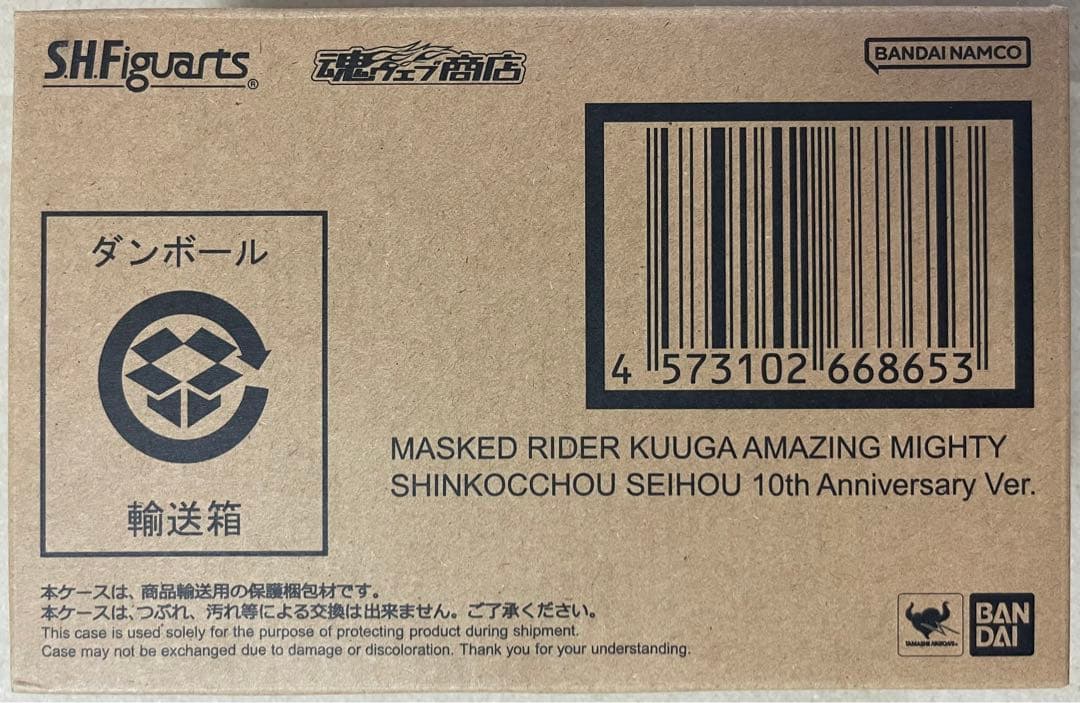 S.H.Figuarts®
魂ウェブ商店
BANDAI NAMCO
ダンボール
輸送箱
4 573102 668653
MASKED RIDER KUUGA AMAZING MIGHTY
SHINKOCCHOU SEIHOU 10th Anniversary Ver.
本ケースは、商品輸送用の保護梱包材です。
本ケースは、つぶれ、汚れ等による交換は出来ません。ご了承ください。
This case is used solely for the purpose of protecting product during shipment.
Case may not be exchanged due to damage or discoloration. Thank you for your understanding.
BAN
DAI